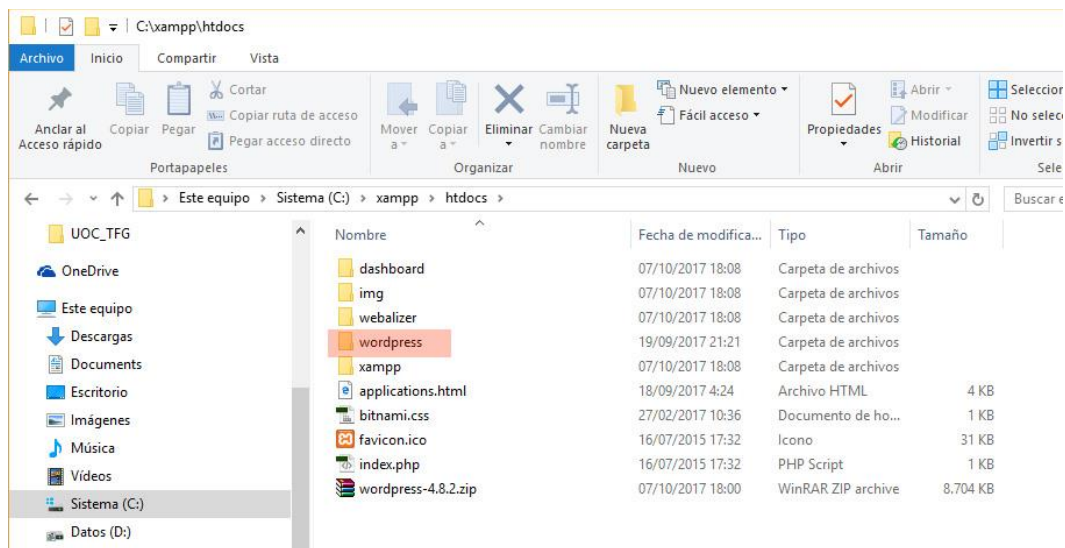 C:\xampp\htdocs
Archivo Inicio Compartir Vista
Cortar
Copiar ruta de acceso
Pegar acceso directo
Anclar al Acceso rápido
Copiar
Pegar
Portapapeles
Mover a
Copiar a
Eliminar
Cambiar nombre
Organizar
Nueva carpeta
Nuevo elemento
Fácil acceso
Nuevo
Propiedades
Abrir
Modificar
Historial
Abrir
Seleccion
No selec
Invertir s
Sele
Este equipo > Sistema (C:) > xampp > htdocs >
Buscar e
UOC_TFG
OneDrive
Este equipo
Descargas
Documents
Escritorio
Imágenes
Música
Vídeos
Sistema (C:)
Datos (D:)
Nombre Fecha de modifica... Tipo Tamaño
dashboard 07/10/2017 18:08 Carpeta de archivos
img 07/10/2017 18:08 Carpeta de archivos
webalizer 07/10/2017 18:08 Carpeta de archivos
wordpress 19/09/2017 21:21 Carpeta de archivos
xampp 07/10/2017 18:08 Carpeta de archivos
applications.html 18/09/2017 4:24 Archivo HTML 4 KB
bitnami.css 27/02/2017 10:36 Documento de ho... 1 KB
favicon.ico 16/07/2015 17:32 Icono 31 KB
index.php 16/07/2015 17:32 PHP Script 1 KB
wordpress-4.8.2.zip 07/10/2017 18:00 WinRAR ZIP archive 8.704 KB